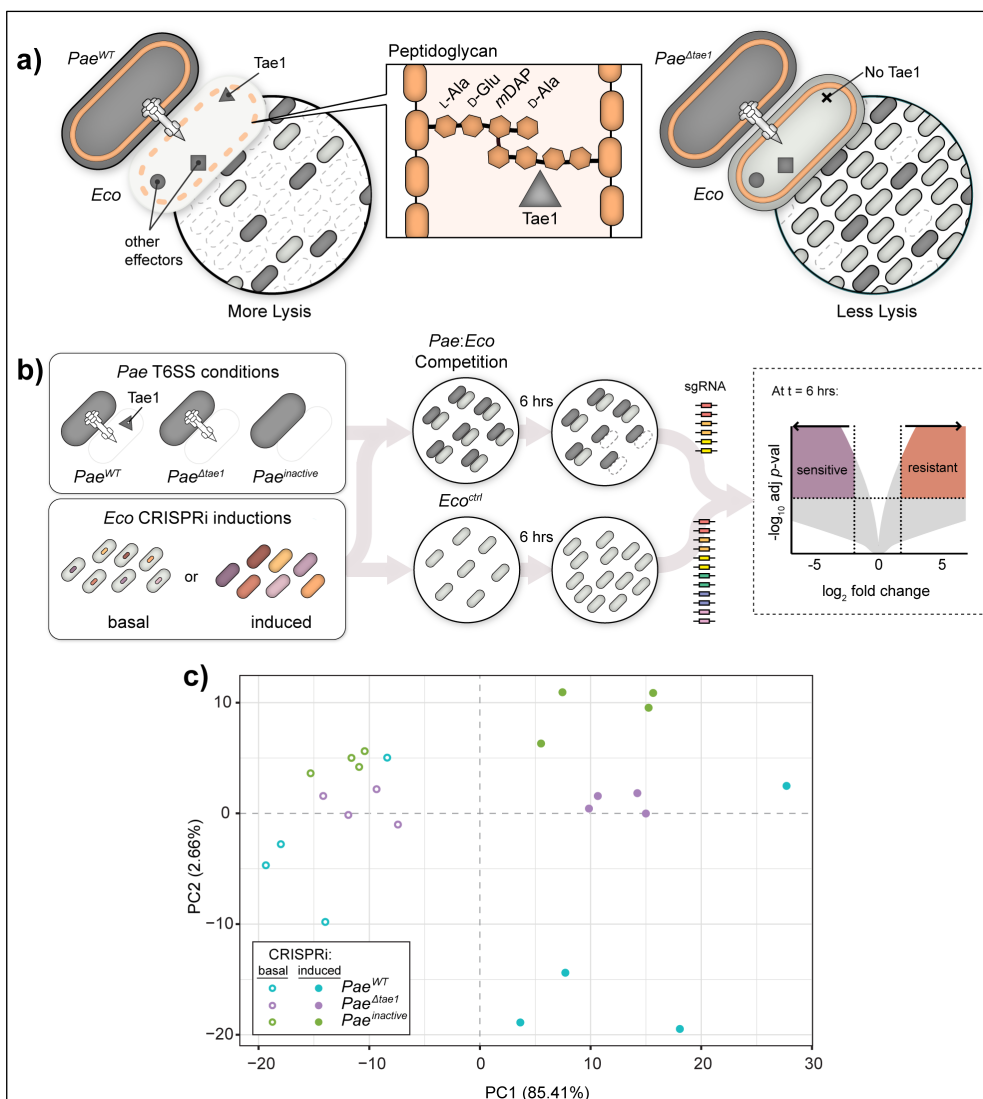 a)
Pae^WT
Tae1
Eco
other
effectors
More Lysis
Peptidoglycan
L-Ala
D-Glu
mDAP
D-Ala
Tae1
Pae^Δtae1
No Tae1
Eco
Less Lysis
b)
Pae T6SS conditions
Tae1
Pae^WT
Pae^Δtae1
Pae^inactive
Eco CRISPRi inductions
or
basal
induced
Pae:Eco
Competition
6 hrs
Eco^ctrl
6 hrs
sgRNA
At t = 6 hrs:
-log10 adj p-val
sensitive
resistant
-5
0
5
log2 fold change
c)
10
0
−10
−20
PC2 (2.66%)
CRISPRi:
basal induced
Pae^WT
Pae^Δtae1
Pae^inactive
−20
−10
0
10
20
30
PC1 (85.41%)